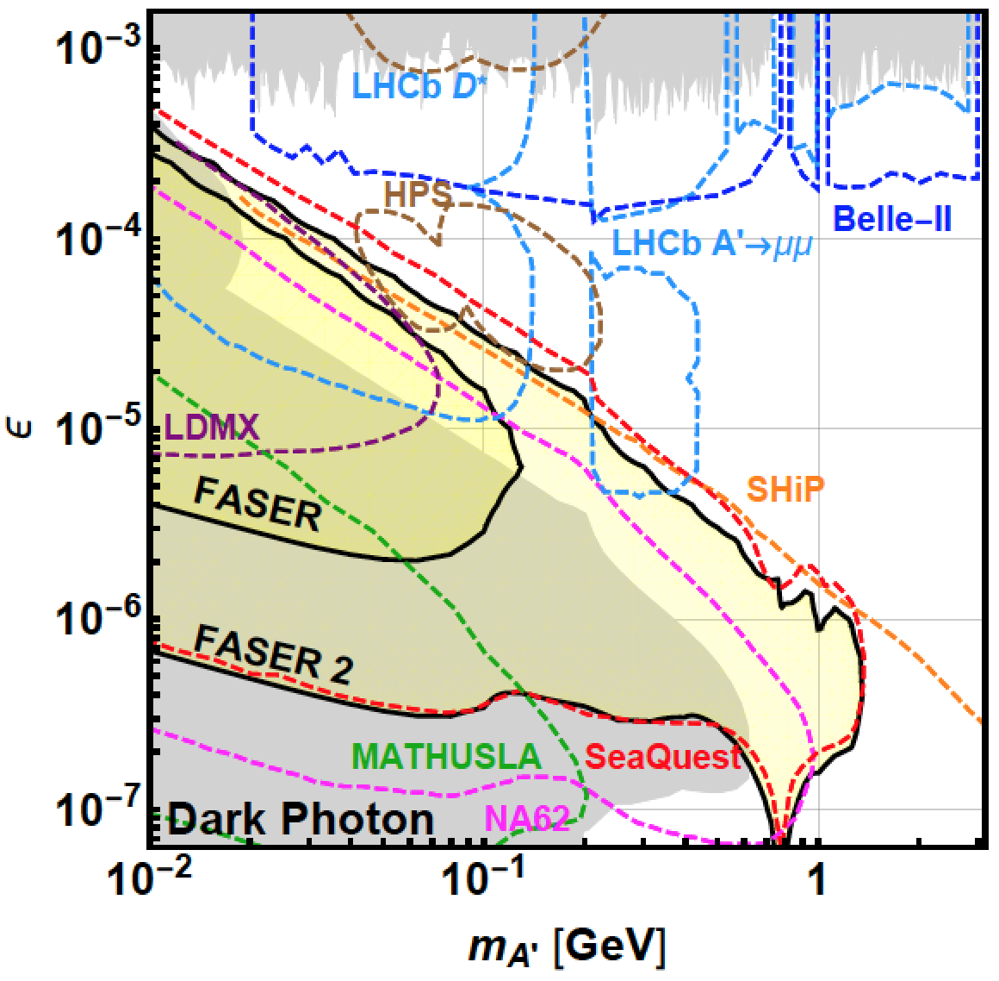 10⁻³
LHCb D*
HPS
10⁻⁴
Belle–II
LHCb A'→μμ
ϵ
10⁻⁵
LDMX
SHiP
FASER
10⁻⁶
FASER 2
MATHUSLA
SeaQuest
10⁻⁷
Dark Photon
NA62
10⁻² 10⁻¹ 1
m_A' [GeV]